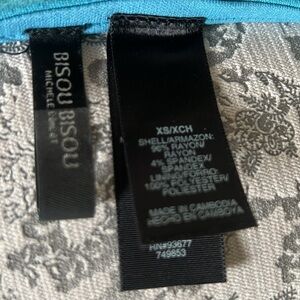 BISOU BISOU
MICHELE BOHBOT
XS/XCH
SHELL/ARMAZON:
96% RAYON/
RAYON
4% SPANDEX/
SPANDEX
LINING/FORRO:
100% POLYESTER/
POLIESTER
MADE IN CAMBODIA
HECHO EN CAMBOYA
RN#93677
749853